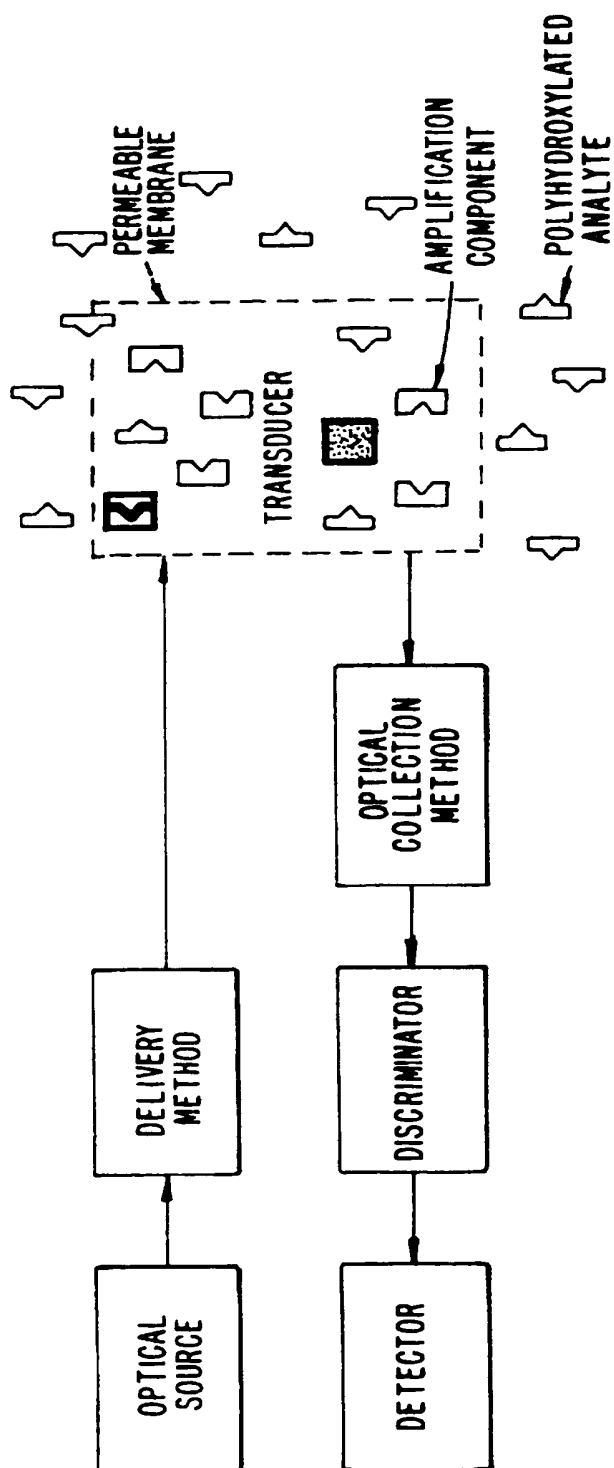 OPTICAL
SOURCE
DELIVERY
METHOD
PERMEABLE
MEMBRANE
TRANSDUCER
AMPLIFICATION
COMPONENT
POLYHYDROXYLATED
ANALYTE
OPTICAL
COLLECTION
METHOD
DISCRIMINATOR
DETECTOR